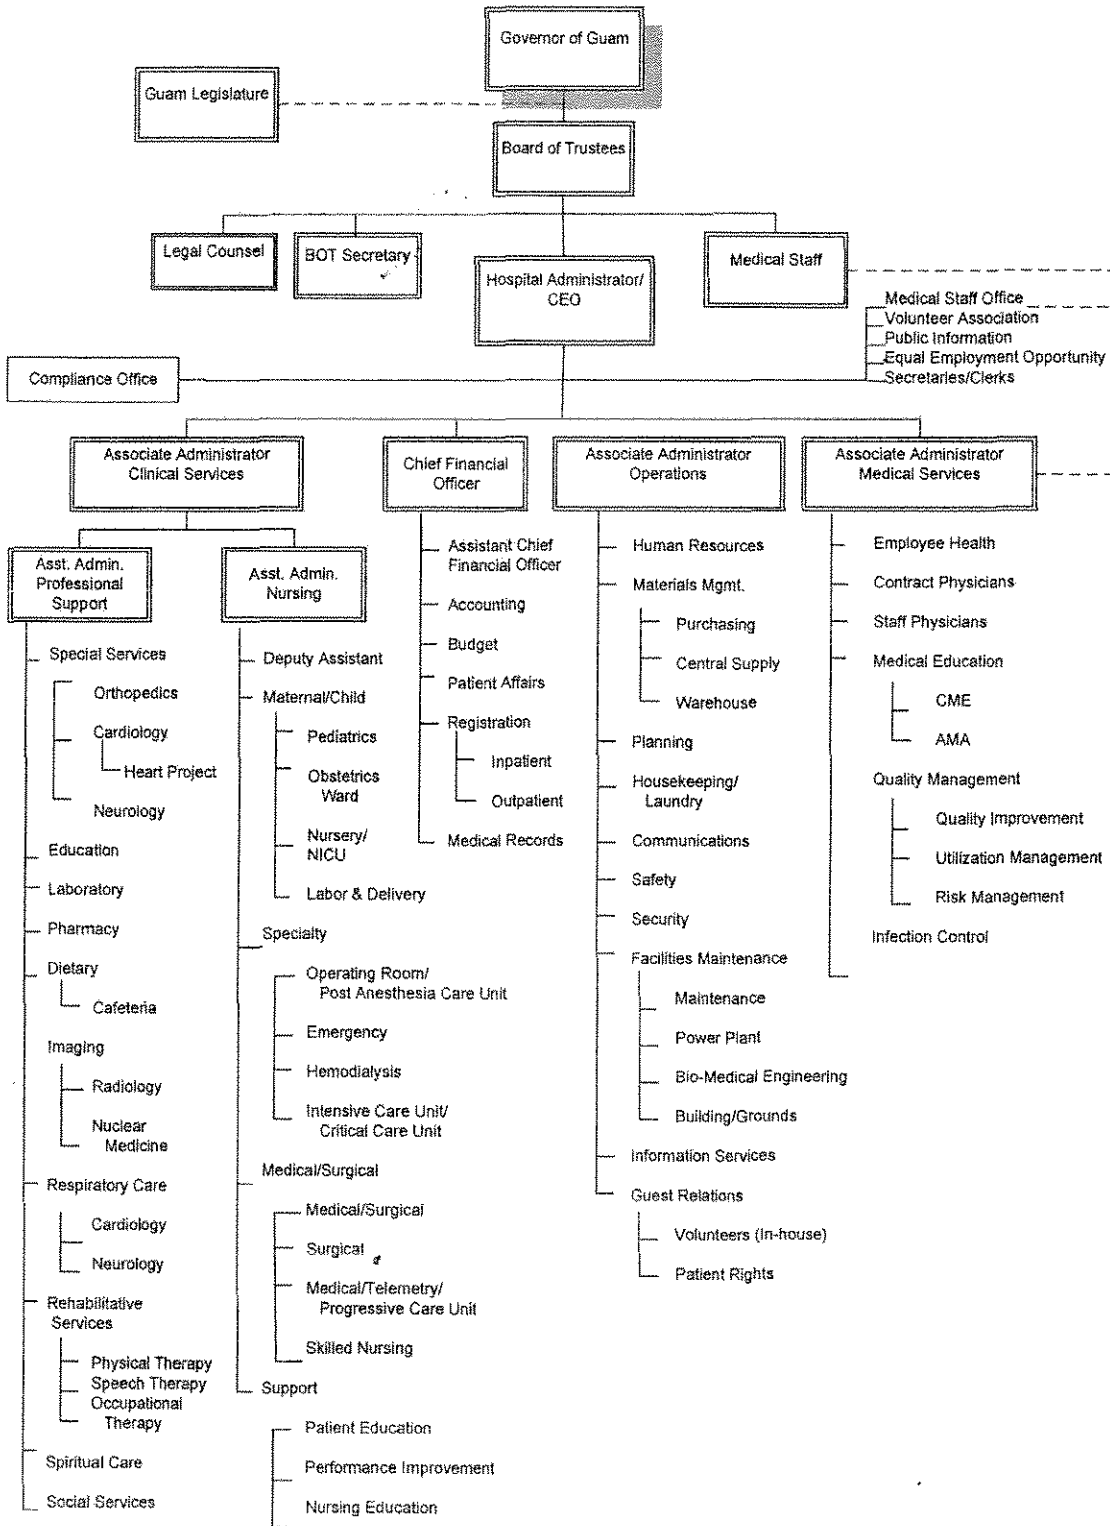 Governor of Guam
Guam Legislature
Board of Trustees
Legal Counsel
BOT Secretary
Hospital Administrator/
CEO
Medical Staff
Medical Staff Office
Volunteer Association
Public Information
Equal Employment Opportunity
Secretaries/Clerks
Compliance Office
Associate Administrator
Clinical Services
Chief Financial
Officer
Associate Administrator
Operations
Associate Administrator
Medical Services
Asst. Admin.
Professional
Support
Special Services
Orthopedics
Cardiology
Heart Project
Neurology
Education
Laboratory
Pharmacy
Dietary
Cafeteria
Imaging
Radiology
Nuclear
Medicine
Respiratory Care
Cardiology
Neurology
Rehabilitative
Services
Physical Therapy
Speech Therapy
Occupational
Therapy
Spiritual Care
Social Services
Asst. Admin.
Nursing
Deputy Assistant
Maternal/Child
Pediatrics
Obstetrics
Ward
Nursery/
NICU
Labor & Delivery
Specialty
Operating Room/
Post Anesthesia Care Unit
Emergency
Hemodialysis
Intensive Care Unit/
Critical Care Unit
Medical/Surgical
Medical/Surgical
Surgical
Medical/Telemetry/
Progressive Care Unit
Skilled Nursing
Support
Patient Education
Performance Improvement
Nursing Education
Assistant Chief
Financial Officer
Accounting
Budget
Patient Affairs
Registration
Inpatient
Outpatient
Medical Records
Human Resources
Materials Mgmt.
Purchasing
Central Supply
Warehouse
Planning
Housekeeping/
Laundry
Communications
Safety
Security
Facilities Maintenance
Maintenance
Power Plant
Bio-Medical Engineering
Building/Grounds
Information Services
Guest Relations
Volunteers (In-house)
Patient Rights
Employee Health
Contract Physicians
Staff Physicians
Medical Education
CME
AMA
Quality Management
Quality Improvement
Utilization Management
Risk Management
Infection Control